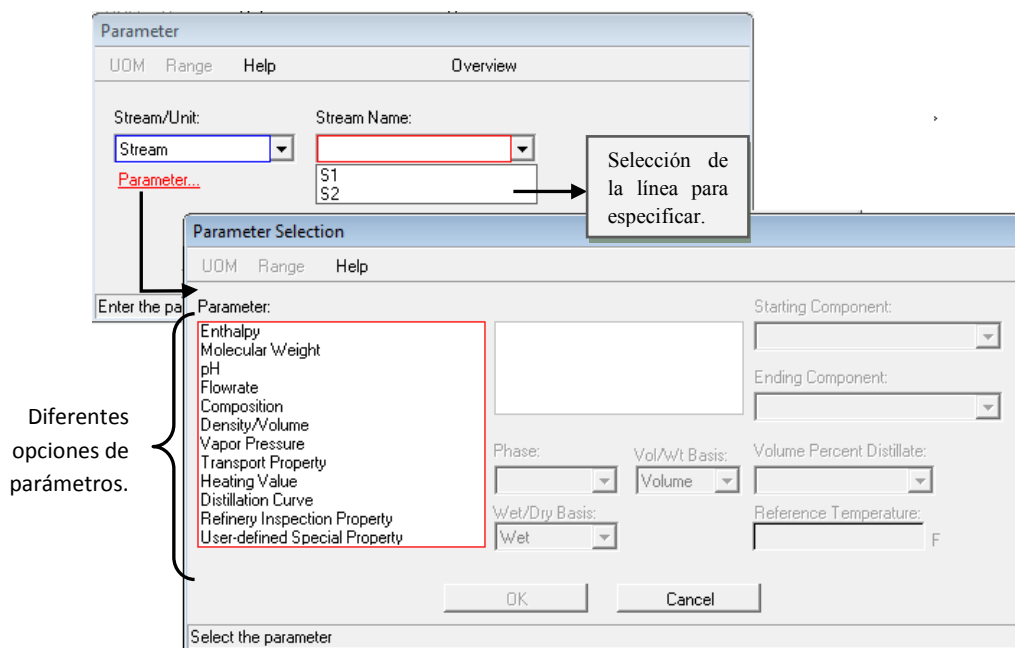 Parameter
UOM Range Help Overview
Stream/Unit: Stream Name:
Stream
Parameter...
S1
S2
Selección de
la línea para
especificar.
Parameter Selection
UOM Range Help
Enter the pa
Parameter:
Starting Component:
Enthalpy
Molecular Weight
pH
Flowrate
Composition
Density/Volume
Vapor Pressure
Transport Property
Heating Value
Distillation Curve
Refinery Inspection Property
User-defined Special Property
Ending Component:
Diferentes
opciones de
parámetros.
Phase: Vol/Wt Basis: Volume Percent Distillate:
Volume
Wet/Dry Basis: Reference Temperature:
Wet F
OK Cancel
Select the parameter